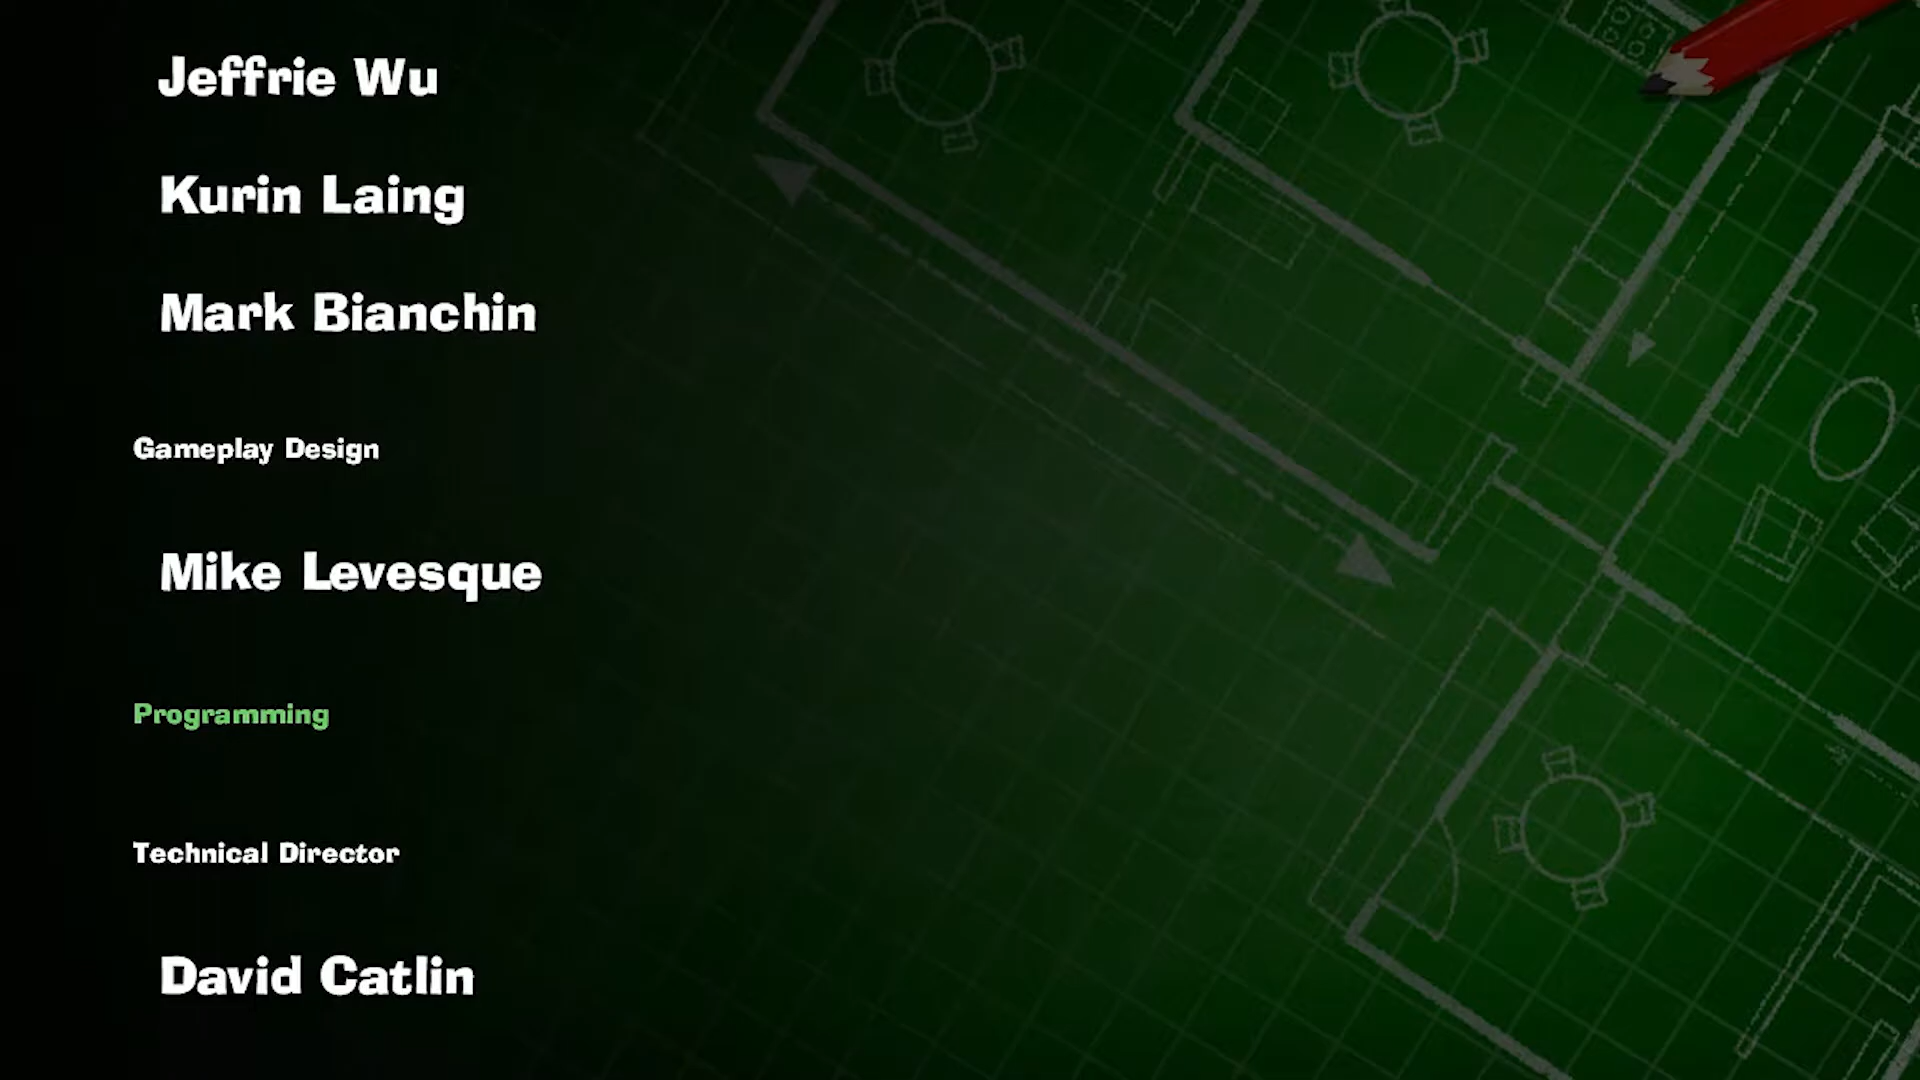 Jeffrie Wu
Kurin Laing
Mark Bianchin
Gameplay Design
Mike Levesque
Programming
Technical Director
David Catlin